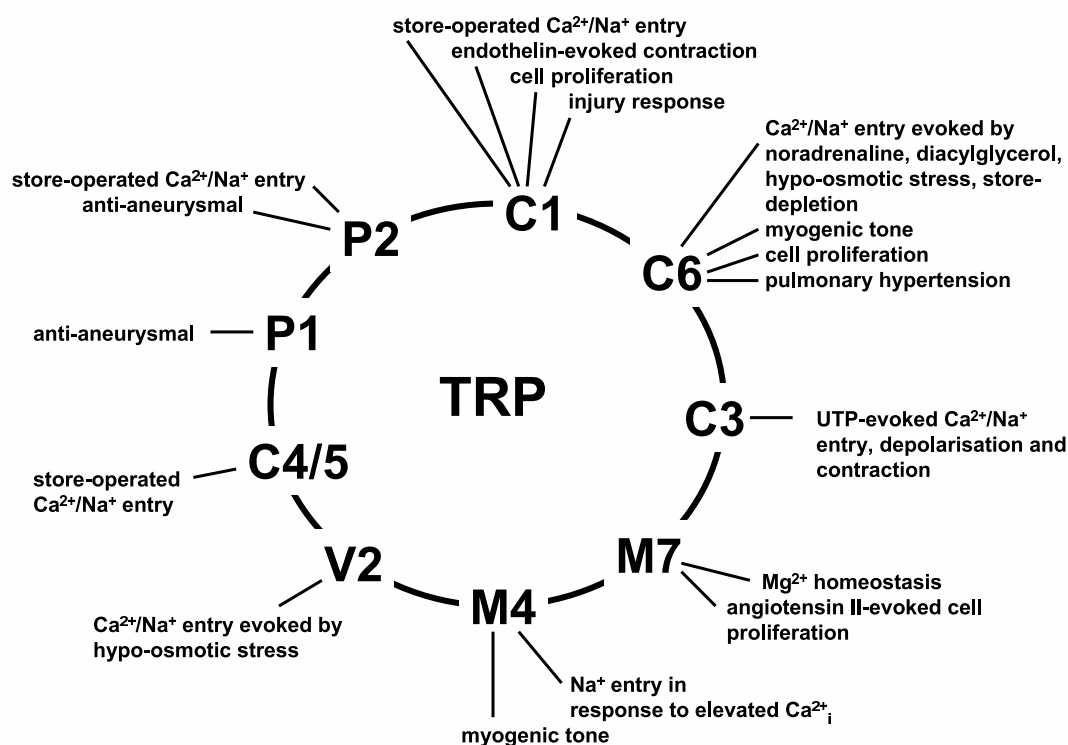 store-operated Ca²⁺/Na⁺ entry
endothelin-evoked contraction
cell proliferation
injury response
C1
Ca²⁺/Na⁺ entry evoked by
noradrenaline, diacylglycerol,
hypo-osmotic stress, store-
depletion
myogenic tone
cell proliferation
pulmonary hypertension
C6
store-operated Ca²⁺/Na⁺ entry
anti-aneurysmal
P2
anti-aneurysmal
P1
TRP
C3
UTP-evoked Ca²⁺/Na⁺
entry, depolarisation and
contraction
C4/5
store-operated
Ca²⁺/Na⁺ entry
V2
Ca²⁺/Na⁺ entry evoked by
hypo-osmotic stress
M7
Mg²⁺ homeostasis
angiotensin II-evoked cell
proliferation
M4
Na⁺ entry in
response to elevated Ca²⁺ᵢ
myogenic tone